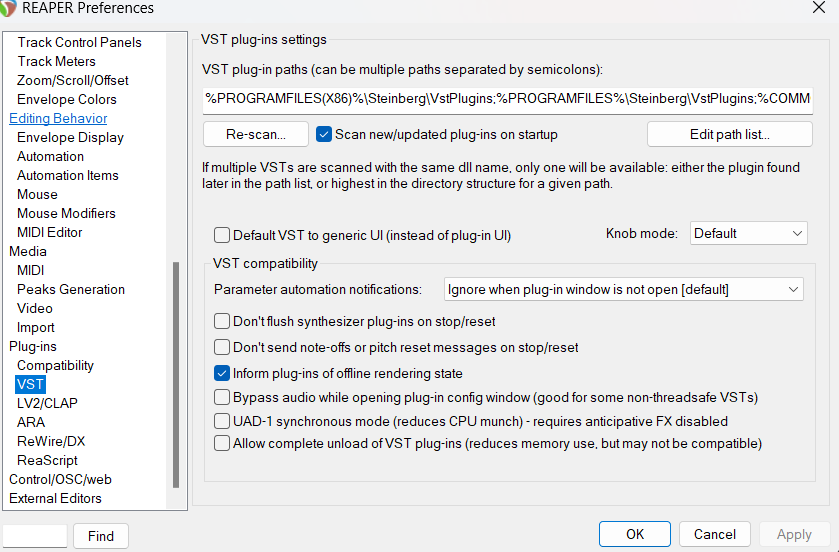 REAPER Preferences
Track Control Panels
Track Meters
Zoom/Scroll/Offset
Envelope Colors
Editing Behavior
Envelope Display
Automation
Automation Items
Mouse
Mouse Modifiers
MIDI Editor
Media
MIDI
Peaks Generation
Video
Import
Plug-ins
Compatibility
VST
LV2/CLAP
ARA
ReWire/DX
ReaScript
Control/OSC/web
External Editors
Find
VST plug-ins settings
VST plug-in paths (can be multiple paths separated by semicolons):
%PROGRAMFILES(X86)%\Steinberg\VstPlugins;%PROGRAMFILES%\Steinberg\VstPlugins;%COMM
Re-scan... Scan new/updated plug-ins on startup Edit path list...
If multiple VSTs are scanned with the same dll name, only one will be available: either the plugin found
later in the path list, or highest in the directory structure for a given path.
Default VST to generic UI (instead of plug-in UI) Knob mode: Default
VST compatibility
Parameter automation notifications: Ignore when plug-in window is not open [default]
Don't flush synthesizer plug-ins on stop/reset
Don't send note-offs or pitch reset messages on stop/reset
Inform plug-ins of offline rendering state
Bypass audio while opening plug-in config window (good for some non-threadsafe VSTs)
UAD-1 synchronous mode (reduces CPU munch) - requires anticipative FX disabled
Allow complete unload of VST plug-ins (reduces memory use, but may not be compatible)
OK Cancel Apply